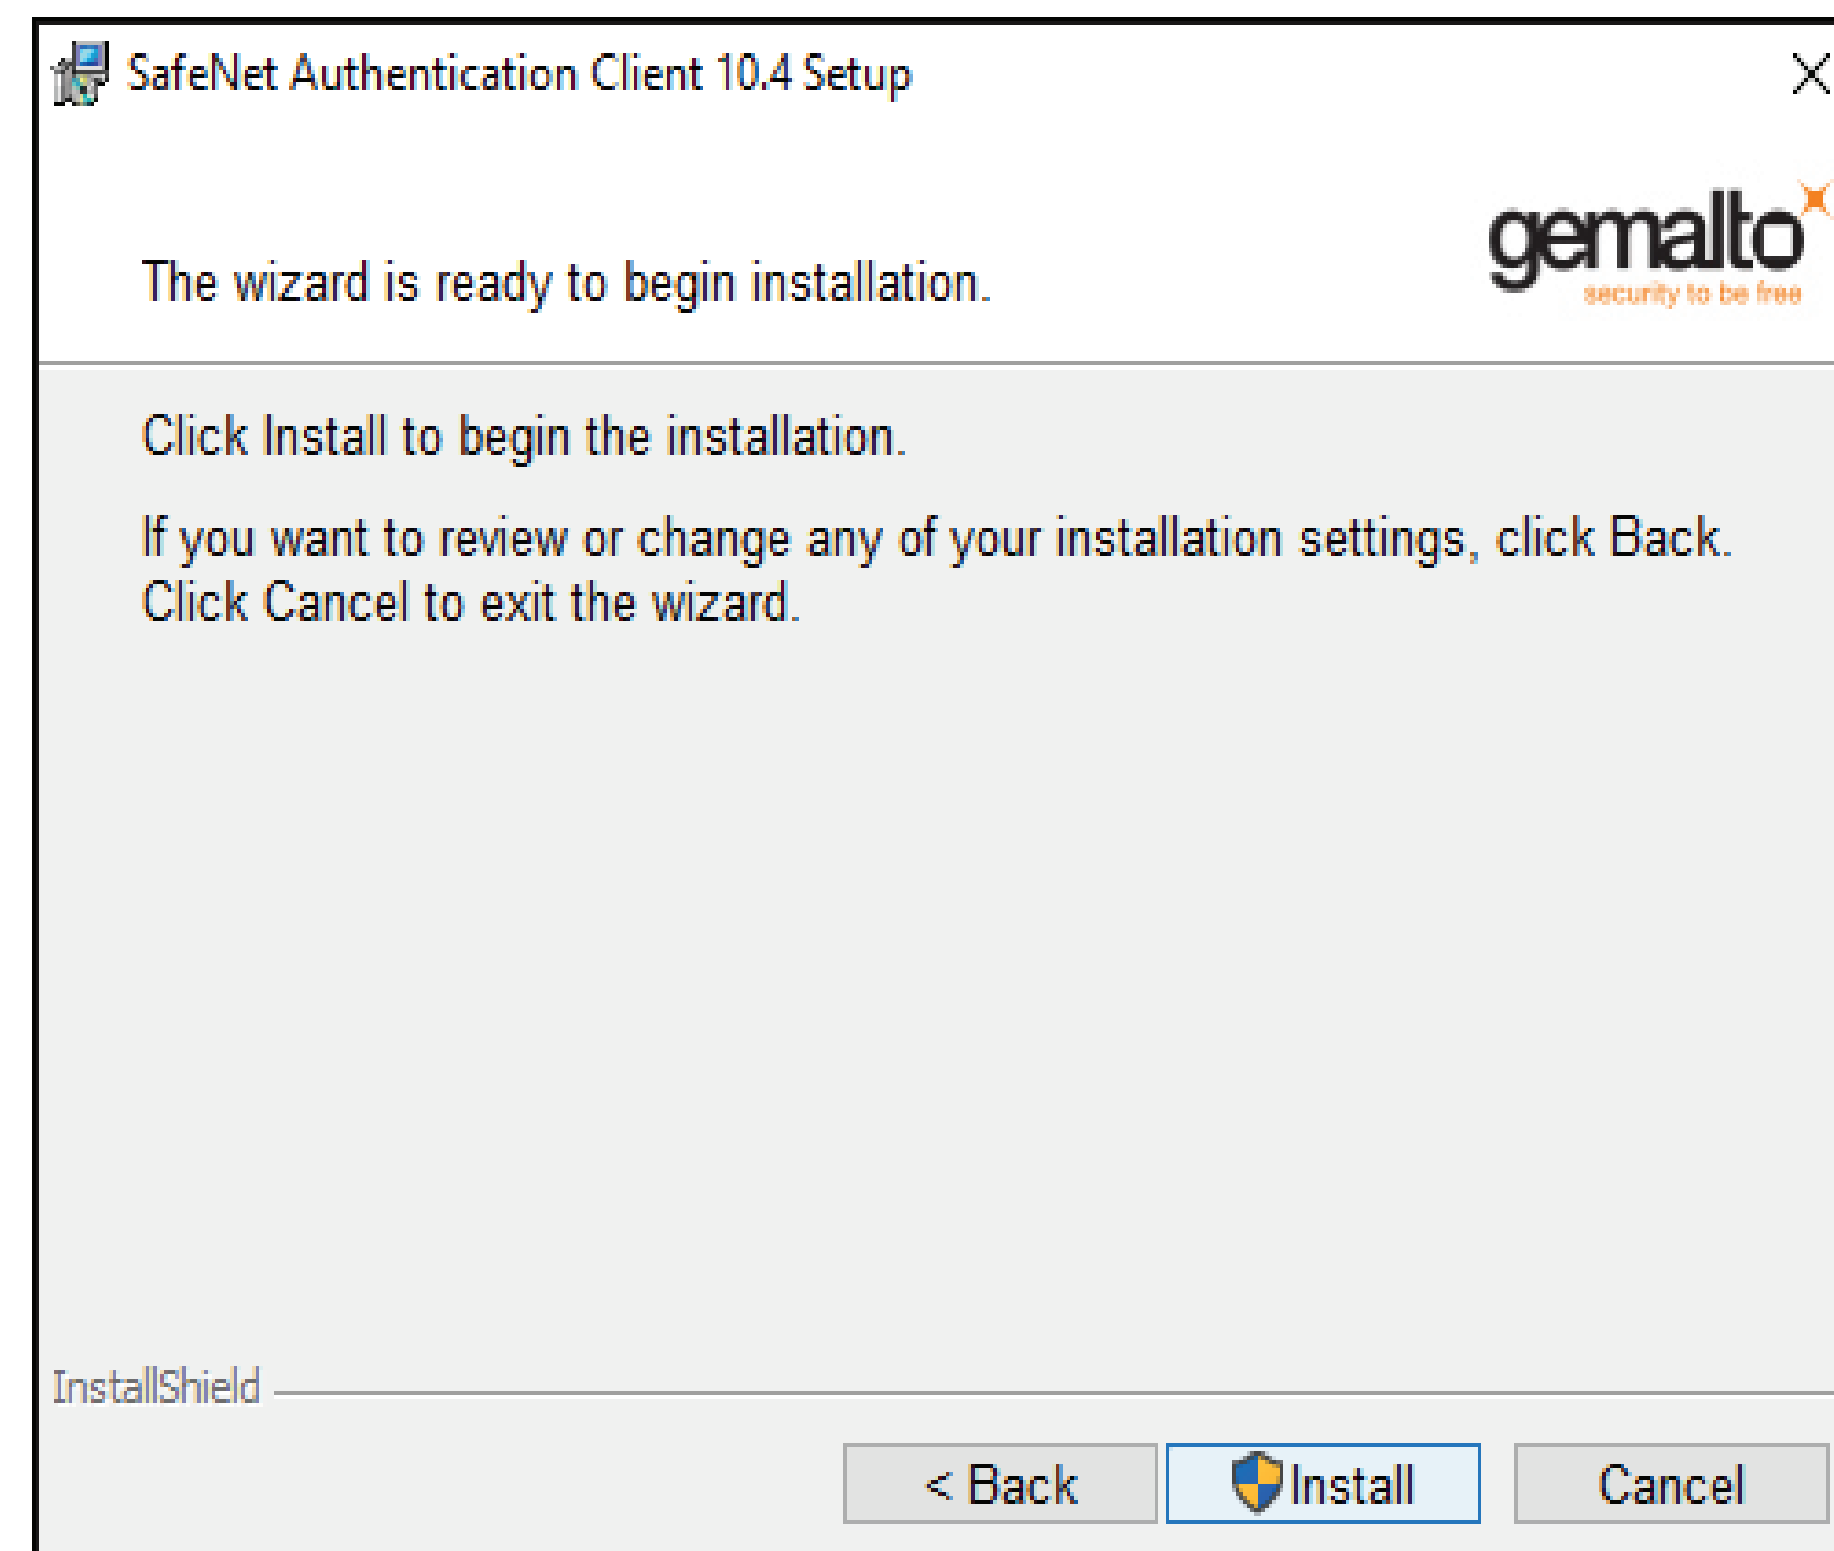 SafeNet Authentication Client 10.4 Setup
gemalto
security to be free
The wizard is ready to begin installation.
Click Install to begin the installation.
If you want to review or change any of your installation settings, click Back.
Click Cancel to exit the wizard.
InstallShield
< Back
Install
Cancel